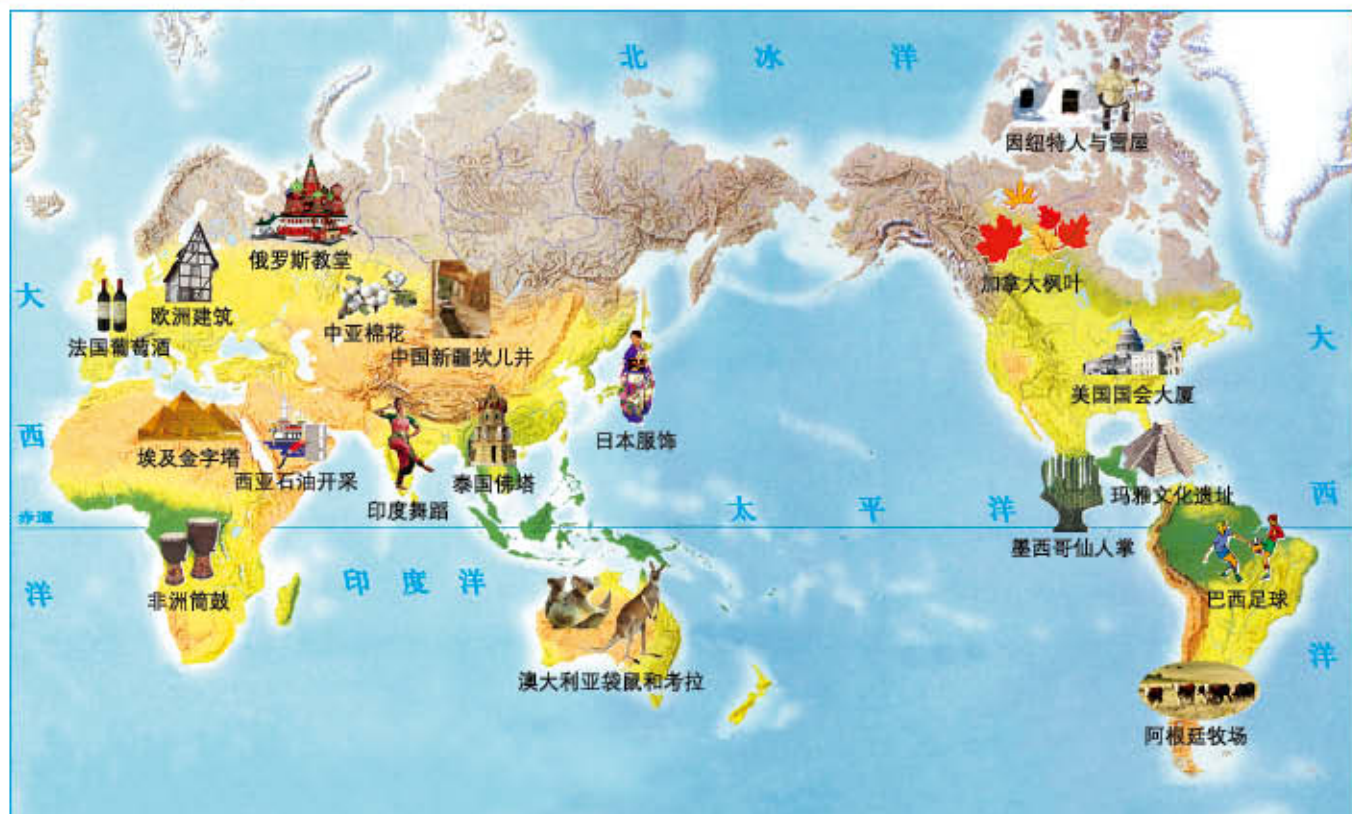 北冰洋
因纽特人与雪屋
俄罗斯教堂
加拿大枫叶
大
大
欧洲建筑
中亚棉花
法国葡萄酒
中国新疆坎儿井
美国国会大厦
西
日本服饰
埃及金字塔
西亚石油开采
泰国佛塔
印度舞蹈
玛雅文化遗址
西
太平洋
赤道
墨西哥仙人掌
洋
印度洋
非洲筒鼓
巴西足球
洋
澳大利亚袋鼠和考拉
阿根廷牧场